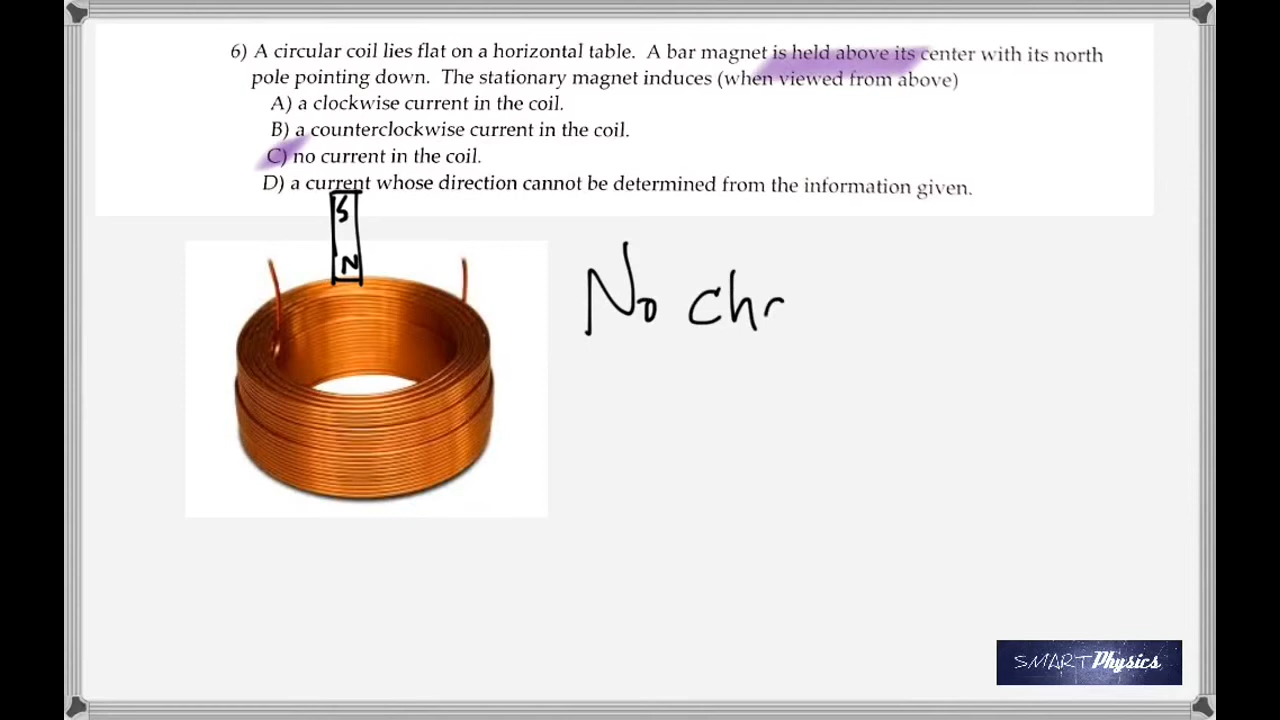 6) A circular coil lies flat on a horizontal table. A bar magnet is held above its center with its north
pole pointing down. The stationary magnet induces (when viewed from above)
A) a clockwise current in the coil.
B) a counterclockwise current in the coil.
C) no current in the coil.
D) a current whose direction cannot be determined from the information given.
S
N
No chr
SMART Physics